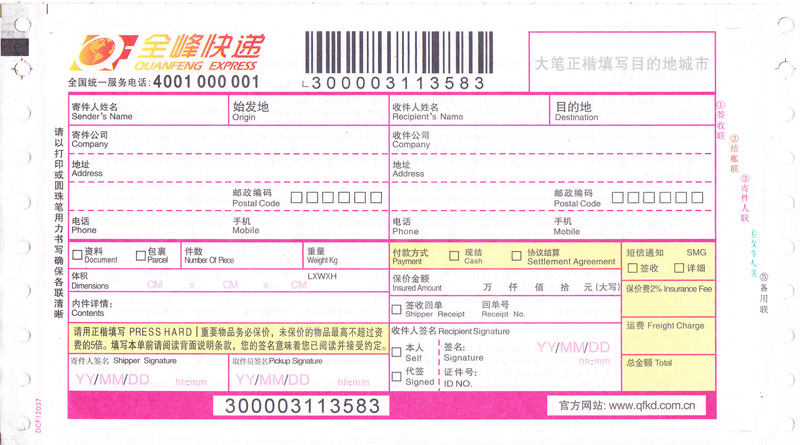 全峰快递
QUANFENG EXPRESS
全国统一服务电话: 4001 000 001
300003113583
大笔正楷填写目的地城市
请以打印或圆珠笔用力书写确保各联清晰
寄件人姓名 始发地
Sender's Name Origin
收件人姓名 目的地
Recipient's Name Destination
寄件公司
Company
收件公司
Company
地址
Address
地址
Address
邮政编码
Postal Code
邮政编码
Postal Code
电话 手机
Phone Mobile
电话 手机
Phone Mobile
资料 包裹 件数 重量
Document Parcel Number Of Piece Weight Kg
付款方式 现结 协议结算
Payment Cash Settlement Agreement
短信通知 SMG
签收 详细
体积 LXWXH
Dimensions CM x CM x CM
保价金额 万 仟 佰 拾 元(大写)
Insured Amount
保价费2% Insurance Fee
内件详情:
Contents
签收回单 回单号
Shipper Receipt Receipt No.
运费 Freight Charge
请用正楷填写 PRESS HARD | 重要物品务必保价，未保价的物品最高不超过资
费的5倍。填写本单前请阅读背面说明条款，您的签名意味着您已阅读并接受约定。
收件人签名 Recipient Signature
本人 签名: YY/MM/DD
Self Signature hh:mm
代签 证件号:
Signed ID NO.
总金额 Total
寄件人签名 Shipper Signature
YY/MM/DD hh:mm
取件员签名 Pickup Signature
YY/MM/DD hh:mm
300003113583
官方网站: www.qfkd.com.cn
①签收联
②结账联
③寄件人联
④收件人联
⑤备用联
DCF12037